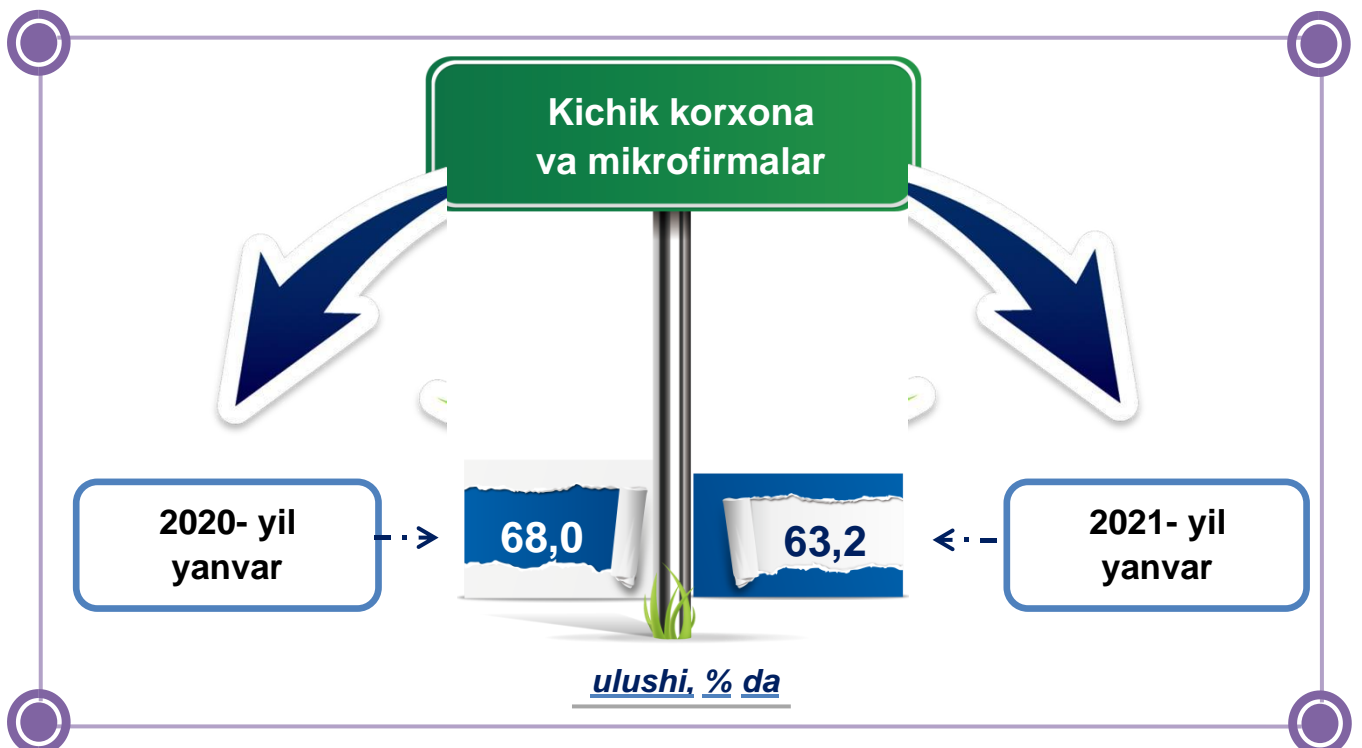 Kichik korxona
va mikrofirmalar
2020- yil
yanvar
68,0
63,2
2021- yil
yanvar
ulushi, % da